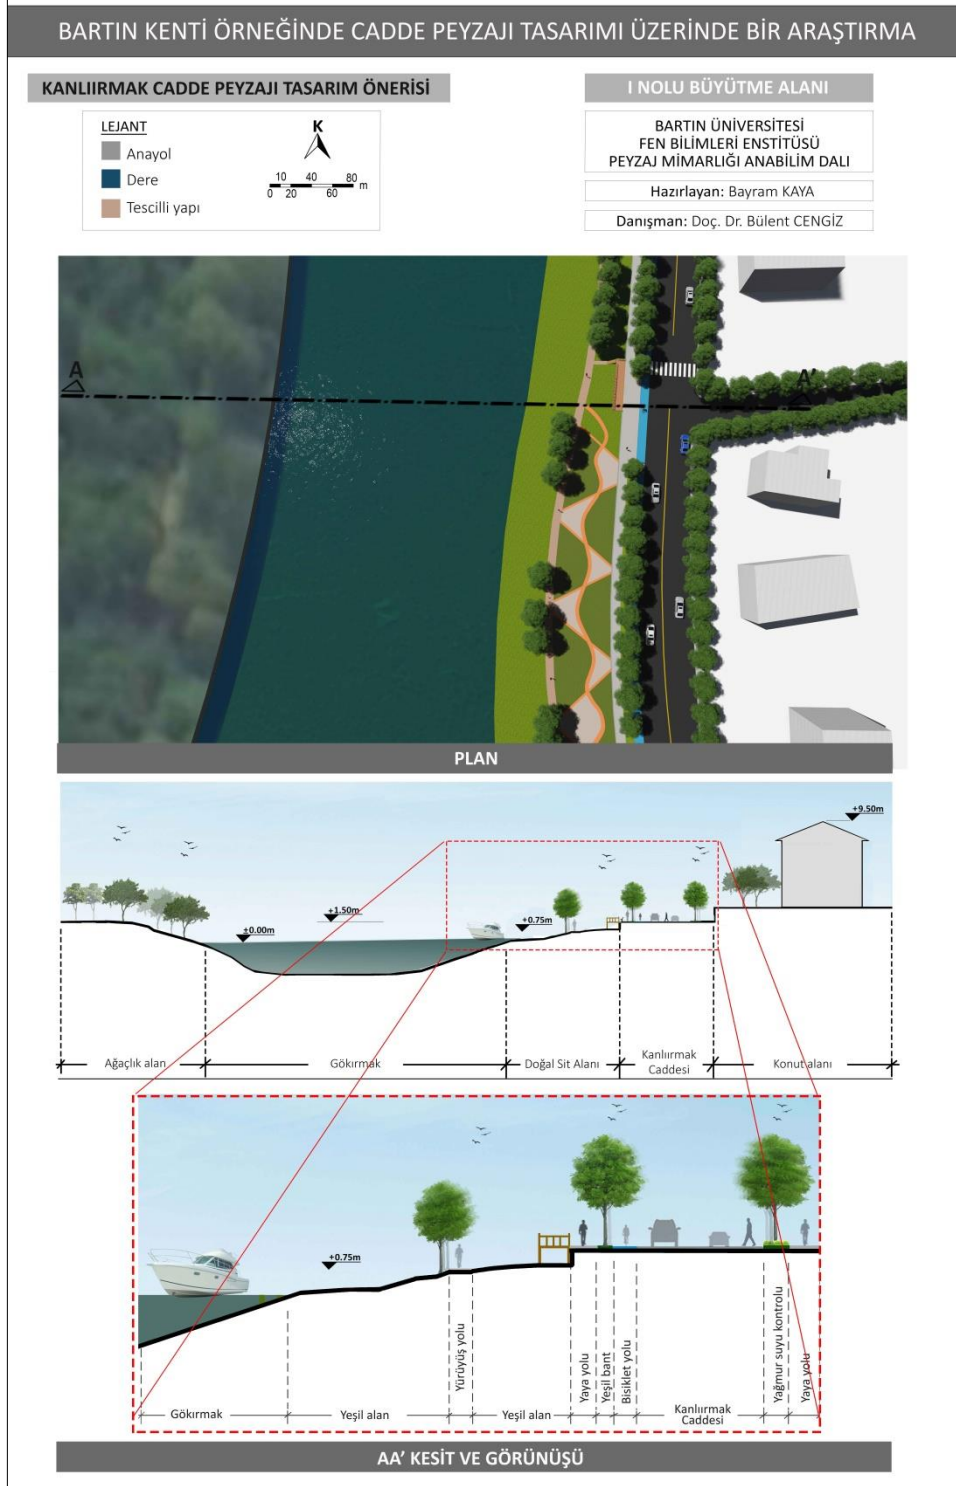 BARTIN KENTİ ÖRNEĞİNDE CADDE PEYZAJI TASARIMI ÜZERİNDE BİR ARAŞTIRMA
KANLIIRMAK CADDE PEYZAJI TASARIM ÖNERİSİ
I NOLU BÜYÜTME ALANI
LEJANT
Anayol
Dere
Tescilli yapı
K
10 40 80
0 20 60 m
BARTIN ÜNİVERSİTESİ
FEN BİLİMLERİ ENSTİTÜSÜ
PEYZAJ MİMARLIĞI ANABİLİM DALI
Hazırlayan: Bayram KAYA
Danışman: Doç. Dr. Bülent CENGİZ
A
A'
PLAN
+9.50m
+1.50m
±0.00m
+0.75m
Ağaçlık alan
Gökırmak
Doğal Sit Alanı
Kanlıırmak
Caddesi
Konut alanı
+0.75m
Gökırmak
Yeşil alan
Yürüyüş yolu
Yeşil alan
Yaya yolu
Yeşil bant
Bisiklet yolu
Kanlıırmak
Caddesi
Yağmur suyu kontrolu
Yaya yolu
AA' KESİT VE GÖRÜNÜŞÜ